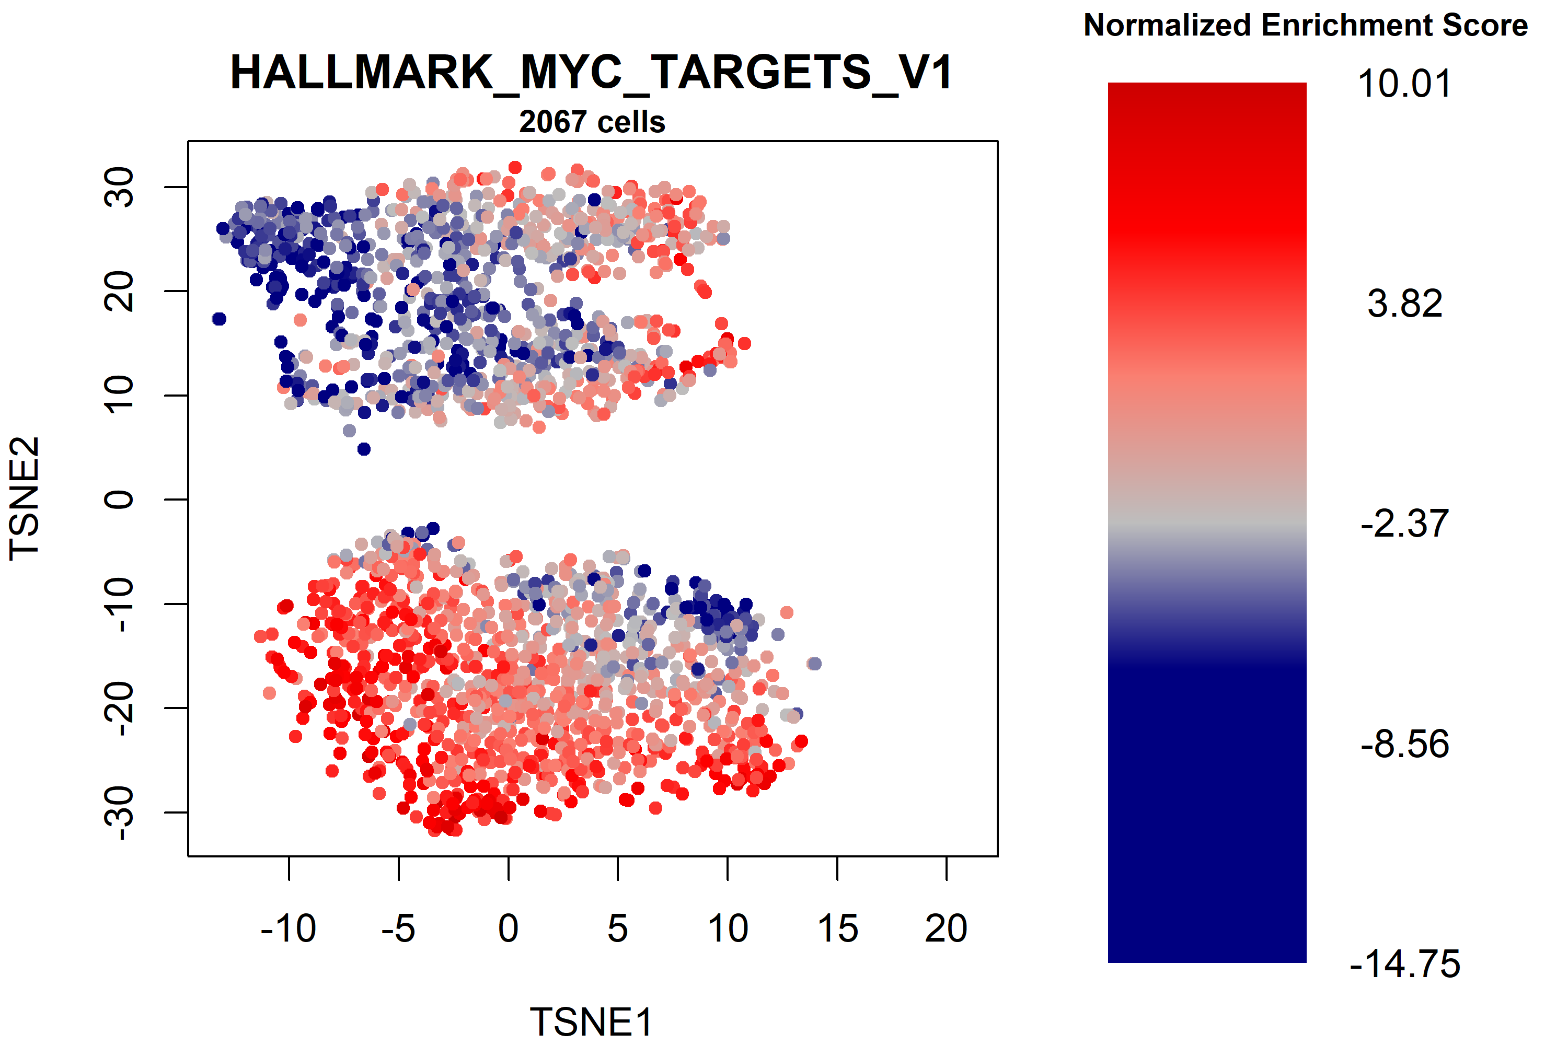 Normalized Enrichment Score
HALLMARK_MYC_TARGETS_V1
2067 cells
10.01
3.82
-2.37
-8.56
-14.75
TSNE2
30
20
10
0
-10
-20
-30
-10 -5 0 5 10 15 20
TSNE1